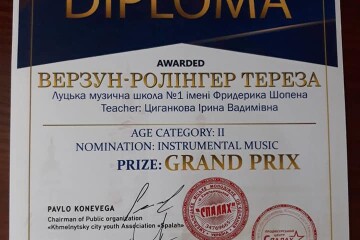 DIPLOMA
AWARDED
ВЕРЗУН-РОЛІНГЕР ТЕРЕЗА
Луцька музична школа №1 імені Фридерика Шопена
Teacher: Циганкова Ірина Вадимівна
AGE CATEGORY: II
NOMINATION: INSTRUMENTAL MUSIC
PRIZE: GRAND PRIX
PAVLO KONEVEGA
Chairman of Public organization
«Khmelnytsky city youth Association «Spalah»
«СПАЛАХ»
СПАЛАХ